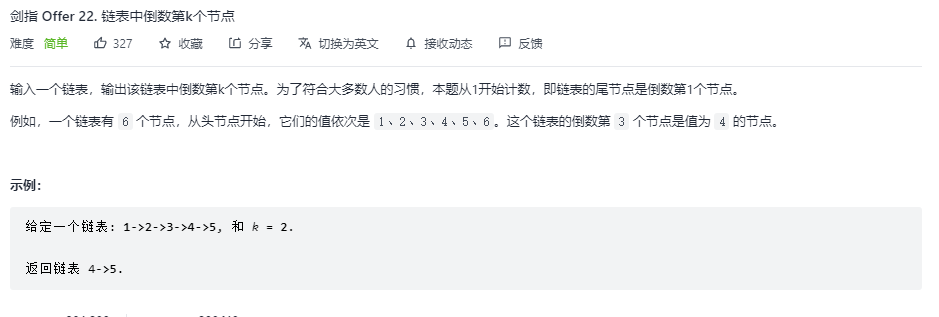 剑指 Offer 22. 链表中倒数第k个节点
难度 简单 327 收藏 分享 切换为英文 接收动态 反馈
输入一个链表，输出该链表中倒数第k个节点。为了符合大多数人的习惯，本题从1开始计数，即链表的尾节点是倒数第1个节点。
例如，一个链表有 6 个节点，从头节点开始，它们的值依次是 1、2、3、4、5、6。这个链表的倒数第 3 个节点是值为 4 的节点。
示例：
给定一个链表: 1->2->3->4->5, 和 k = 2.
返回链表 4->5.